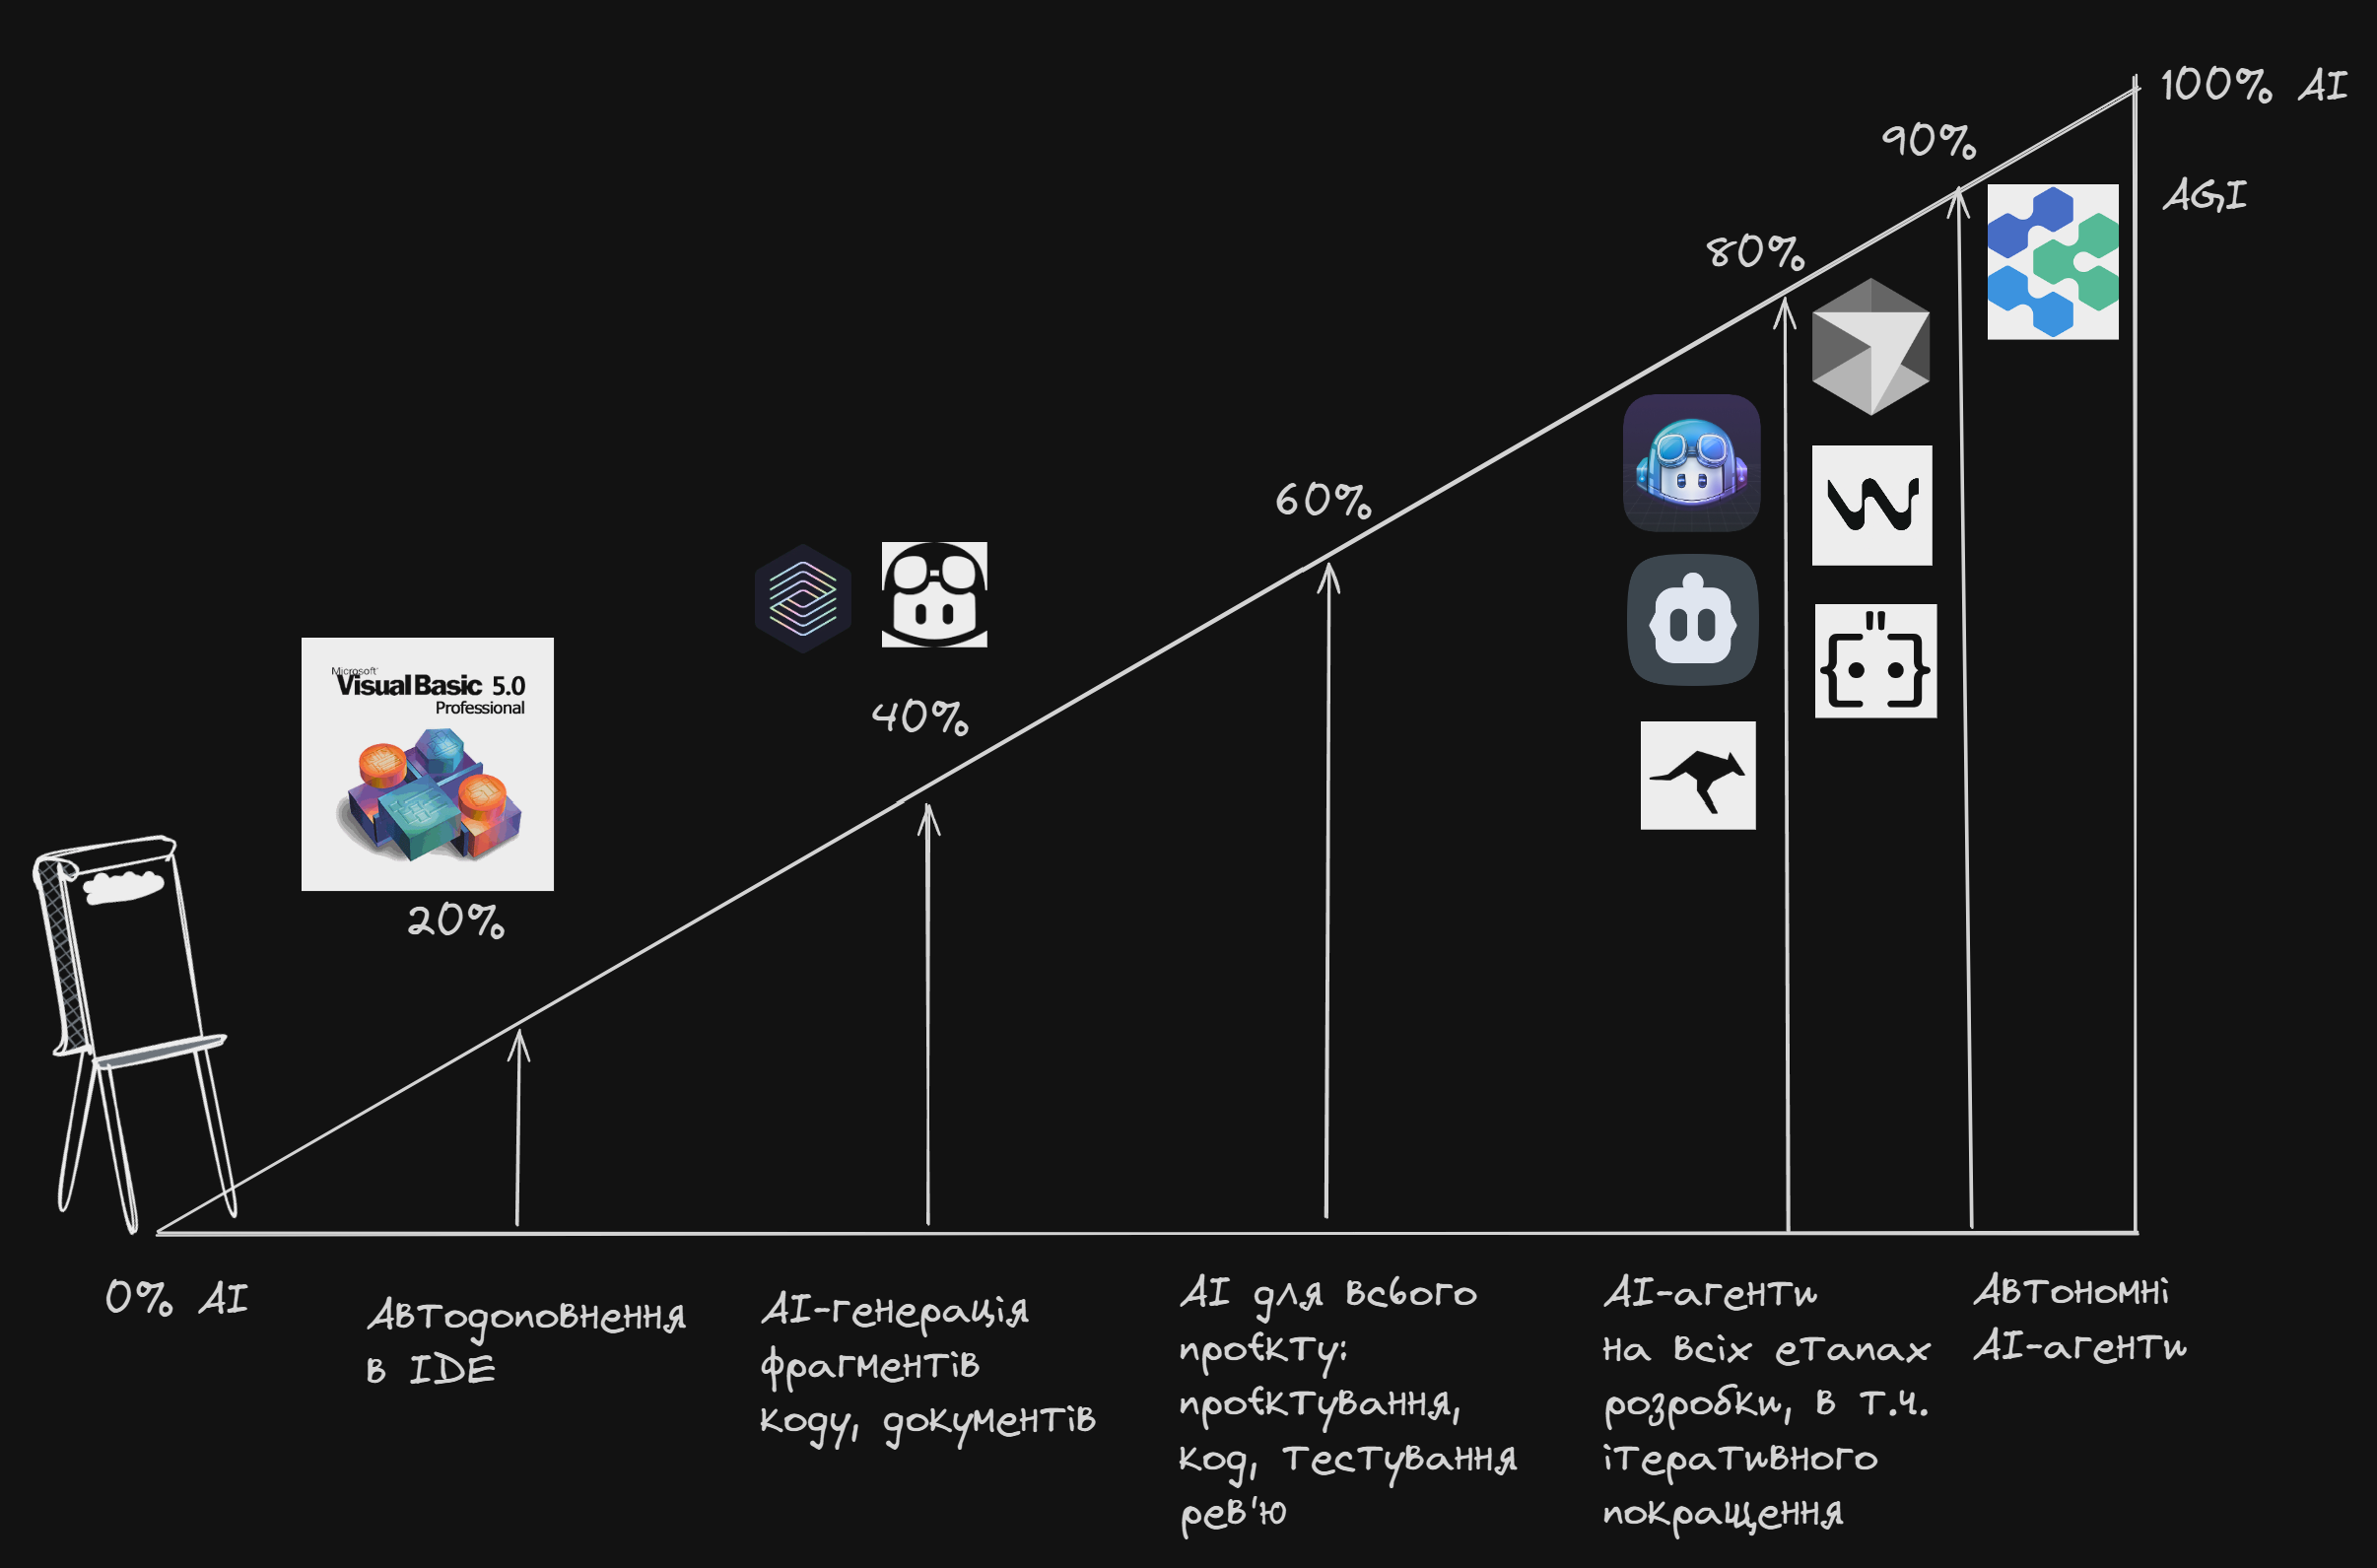 100% AI
90%
AGI
80%
60%
Microsoft
Visual Basic 5.0
Professional
40%
20%
0% AI
Автодоповнення
в IDE
AI-генерація
фрагментів
коду, документів
AI для всього
проєкту:
проєктування,
код, тестування
рев'ю
AI-агенти
на всіх етапах
розробки, в т.ч.
ітеративного
покращення
Автономні
AI-агенти